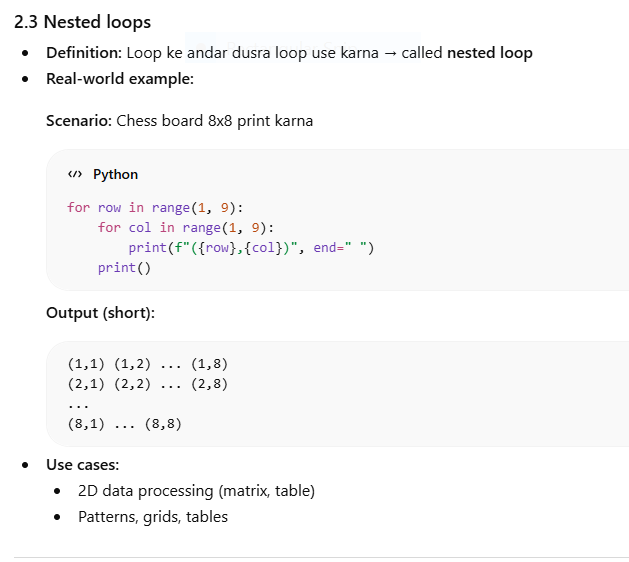 2.3 Nested loops
• Definition: Loop ke andar dusra loop use karna → called nested loop
• Real-world example:
Scenario: Chess board 8x8 print karna
</> Python
for row in range(1, 9):
    for col in range(1, 9):
        print(f"({row},{col})", end=" ")
    print()
Output (short):
(1,1) (1,2) ... (1,8)
(2,1) (2,2) ... (2,8)
...
(8,1) ... (8,8)
• Use cases:
• 2D data processing (matrix, table)
• Patterns, grids, tables